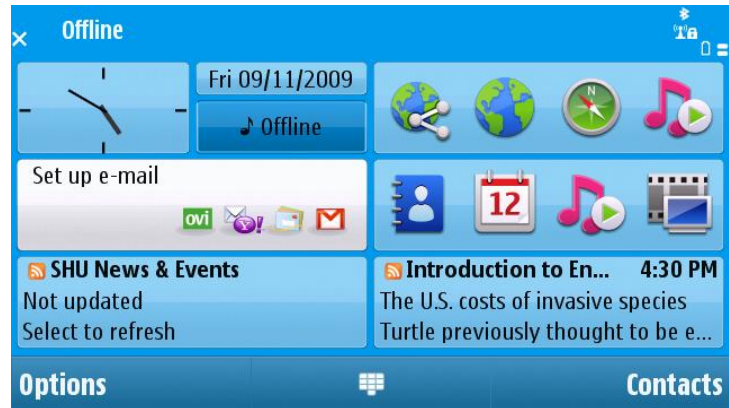 Offline
Fri 09/11/2009
Offline
N
Set up e-mail
ovi Y!
12
SHU News & Events
Not updated
Select to refresh
Introduction to En... 4:30 PM
The U.S. costs of invasive species
Turtle previously thought to be e...
Options
Contacts